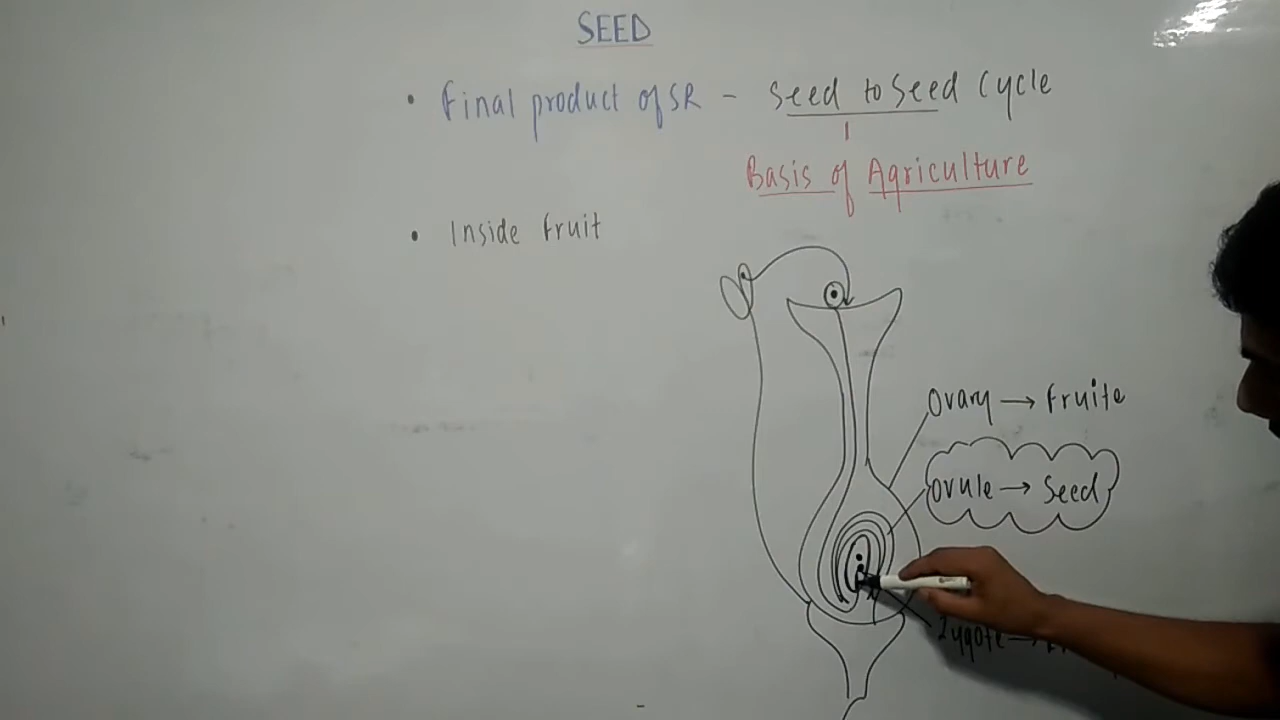 SEED
• Final product of SR - Seed to Seed Cycle
Basis of Agriculture
• Inside fruit
Ovary → Fruite
Ovule → Seed
Zygote →